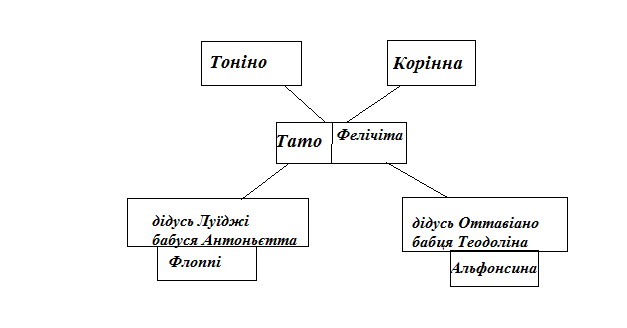 Тоніно
Корінна
Тато
Фелічіта
дідусь Луїджі
бабуся Антоньєтта
Флоппі
дідусь Оттавіано
бабця Теодоліна
Альфонсина